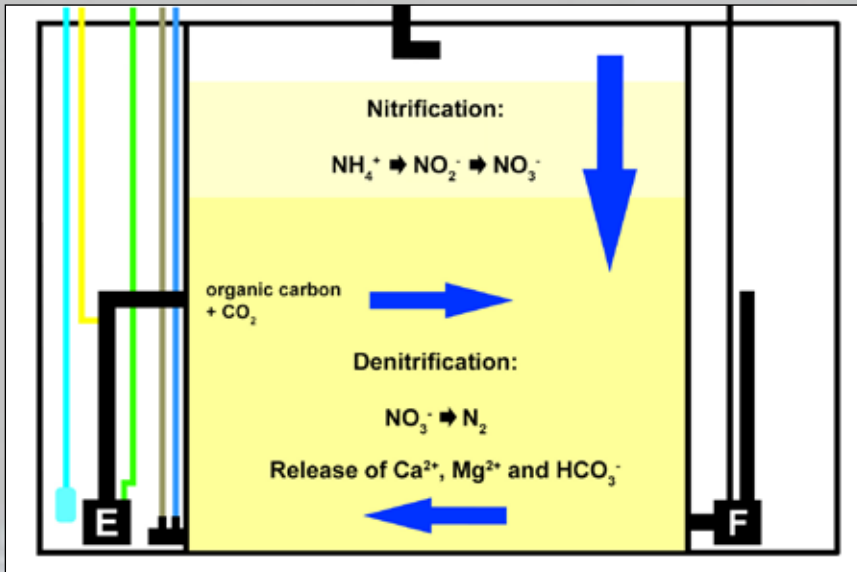 Nitrification:
NH₄⁺ ➡ NO₂⁻ ➡ NO₃⁻
organic carbon
+ CO₂
Denitrification:
NO₃⁻ ➡ N₂
Release of Ca²⁺, Mg²⁺ and HCO₃⁻
E
F